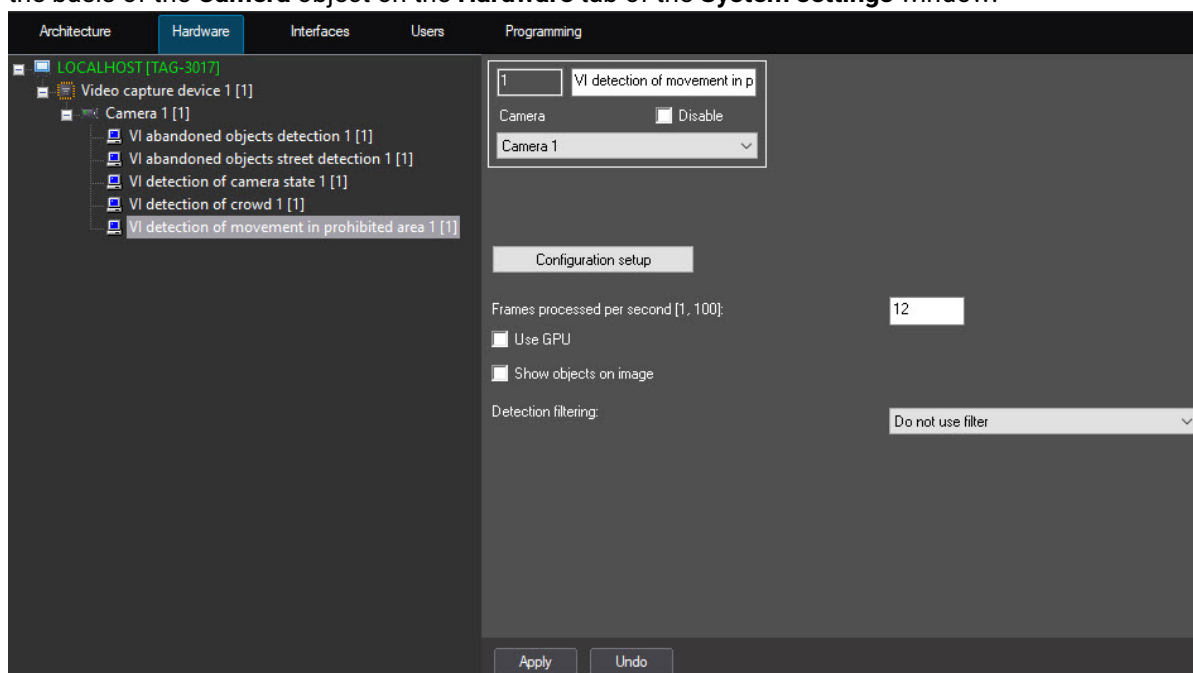 the basis of the Camera object on the Hardware tab of the System settings window.
Architecture Hardware Interfaces Users Programming
LOCALHOST [TAG-3017]
Video capture device 1 [1]
Camera 1 [1]
VI abandoned objects detection 1 [1]
VI abandoned objects street detection 1 [1]
VI detection of camera state 1 [1]
VI detection of crowd 1 [1]
VI detection of movement in prohibited area 1 [1]
1 VI detection of movement in p
Camera Disable
Camera 1
Configuration setup
Frames processed per second [1, 100]: 12
Use GPU
Show objects on image
Detection filtering: Do not use filter
Apply Undo